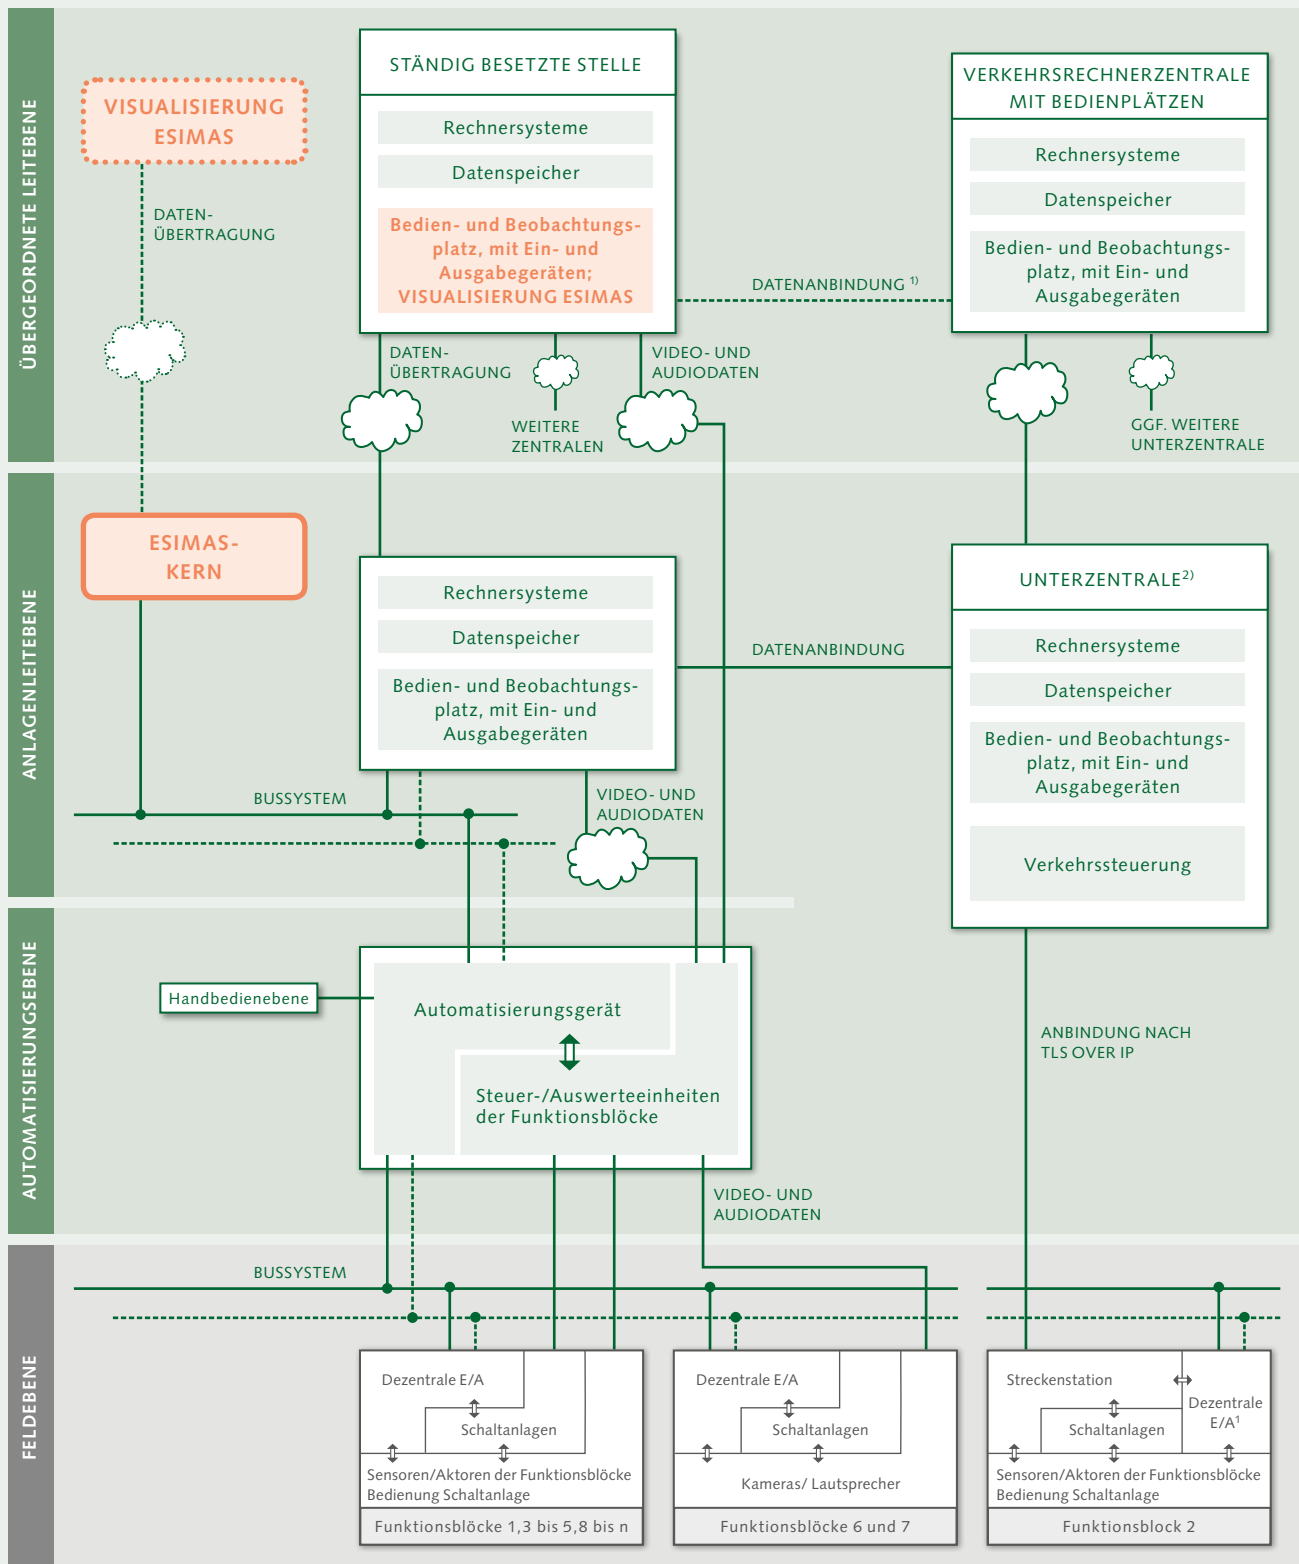 ÜBERGEORDNETE LEITEBENE
VISUALISIERUNG
ESIMAS
DATEN-
ÜBERTRAGUNG
STÄNDIG BESETZTE STELLE
Rechnersysteme
Datenspeicher
Bedien- und Beobachtungs-
platz, mit Ein- und
Ausgabegeräten;
VISUALISIERUNG ESIMAS
DATENANBINDUNG ¹⁾
VERKEHRSRECHNERZENTRALE
MIT BEDIENPLÄTZEN
Rechnersysteme
Datenspeicher
Bedien- und Beobachtungs-
platz, mit Ein- und
Ausgabegeräten
DATEN-
ÜBERTRAGUNG
WEITERE
ZENTRALEN
VIDEO- UND
AUDIODATEN
GGF. WEITERE
UNTERZENTRALE
ANLAGENLEITEBENE
ESIMAS-
KERN
Rechnersysteme
Datenspeicher
Bedien- und Beobachtungs-
platz, mit Ein- und
Ausgabegeräten
DATENANBINDUNG
UNTERZENTRALE²⁾
Rechnersysteme
Datenspeicher
Bedien- und Beobachtungs-
platz, mit Ein- und
Ausgabegeräten
Verkehrssteuerung
BUSSYSTEM
VIDEO- UND
AUDIODATEN
AUTOMATISIERUNGSEBENE
Handbedienebene
Automatisierungsgerät
Steuer-/Auswerteeinheiten
der Funktionsblöcke
ANBINDUNG NACH
TLS OVER IP
VIDEO- UND
AUDIODATEN
FELDEBENE
BUSSYSTEM
Dezentrale E/A
Schaltanlagen
Sensoren/Aktoren der Funktionsblöcke
Bedienung Schaltanlage
Funktionsblöcke 1,3 bis 5,8 bis n
Dezentrale E/A
Schaltanlagen
Kameras/ Lautsprecher
Funktionsblöcke 6 und 7
Streckenstation
Dezentrale
E/A¹
Schaltanlagen
Sensoren/Aktoren der Funktionsblöcke
Bedienung Schaltanlage
Funktionsblock 2